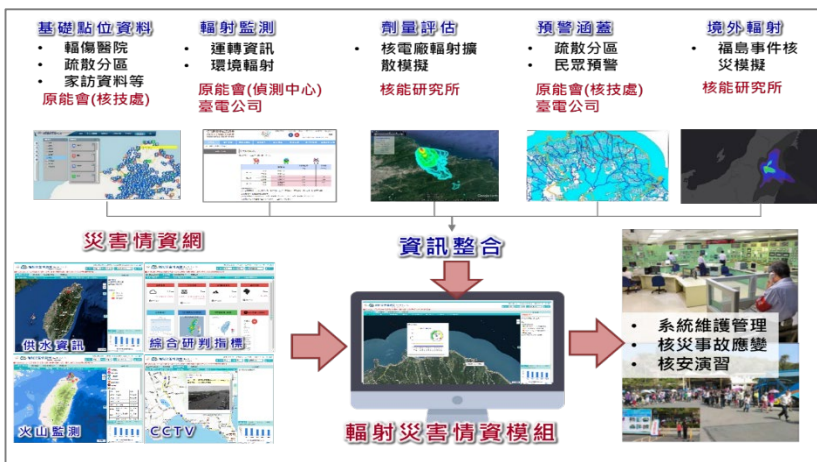 基礎點位資料
• 輻傷醫院
• 疏散分區
• 家訪資料等
原能會(核技處)
輻射監測
• 運轉資訊
• 環境輻射
原能會(偵測中心)
臺電公司
劑量評估
• 核電廠輻射擴
散模擬
核能研究所
預警涵蓋
• 疏散分區
• 民眾預警
原能會(核技處)
臺電公司
境外輻射
• 福島事件核
災模擬
核能研究所
災害情資網
供水資訊
綜合研判指標
火山監測
CCTV
資訊整合
輻射災害情資模組
• 系統維護管理
• 核災事故應變
• 核安演習